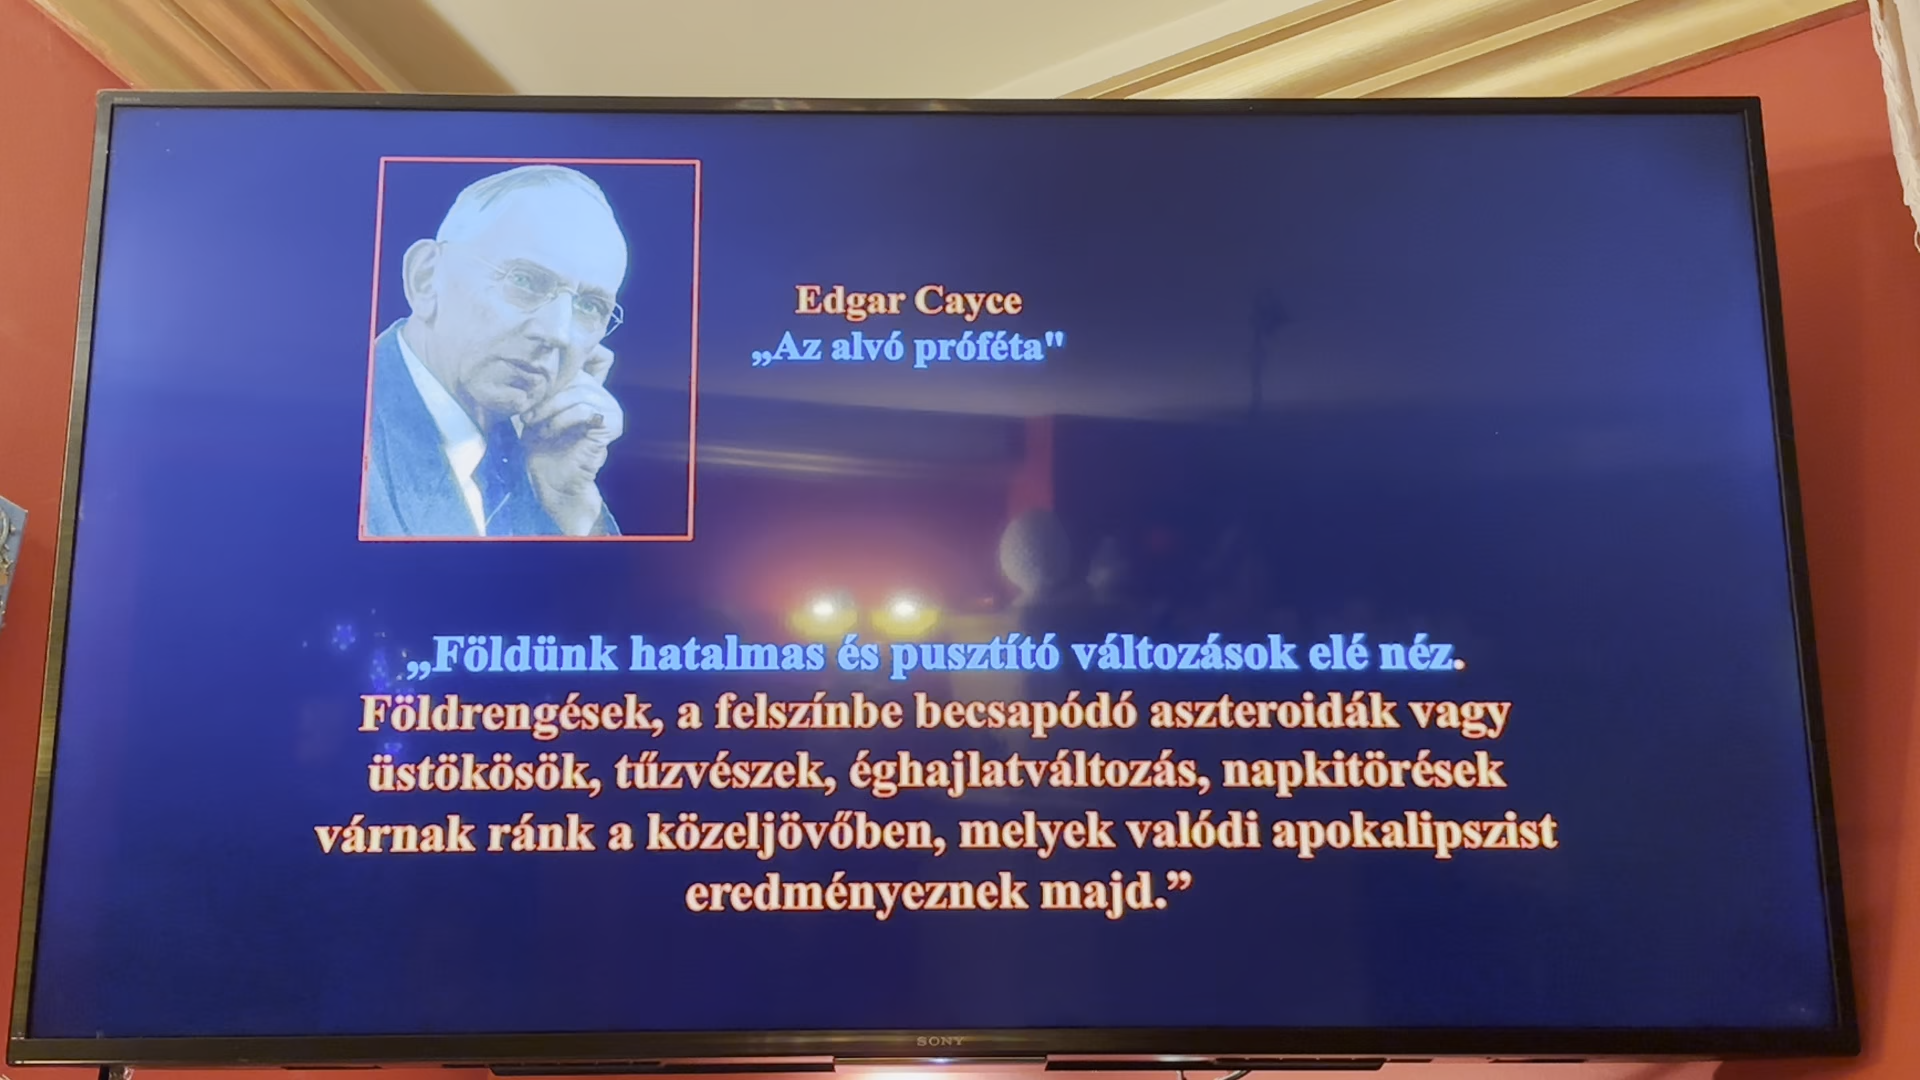 Edgar Cayce
„Az alvó próféta"
„Földünk hatalmas és pusztító változások elé néz.
Földrengések, a felszínbe becsapódó aszteroidák vagy
üstökösök, tűzvészek, éghajlatváltozás, napkitörések
várnak ránk a közeljövőben, melyek valódi apokalipszist
eredményeznek majd.”
SONY